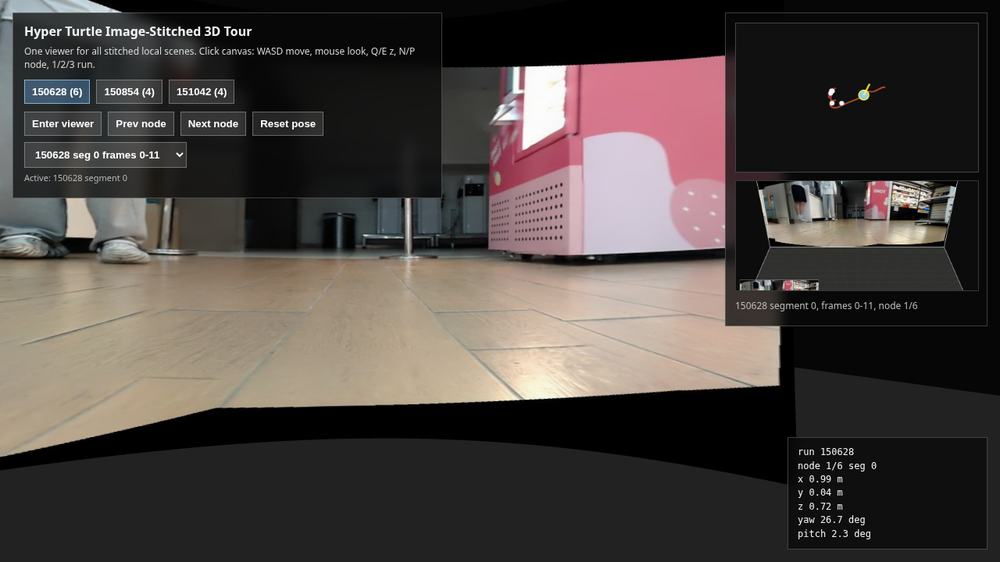 Hyper Turtle Image-Stitched 3D Tour
One viewer for all stitched local scenes. Click canvas: WASD move, mouse look, Q/E z, N/P
node, 1/2/3 run.
150628 (6) 150854 (4) 151042 (4)
Enter viewer Prev node Next node Reset pose
150628 seg 0 frames 0-11
Active: 150628 segment 0
150628 segment 0, frames 0-11, node 1/6
run 150628
node 1/6 seg 0
x 0.99 m
y 0.04 m
z 0.72 m
yaw 26.7 deg
pitch 2.3 deg